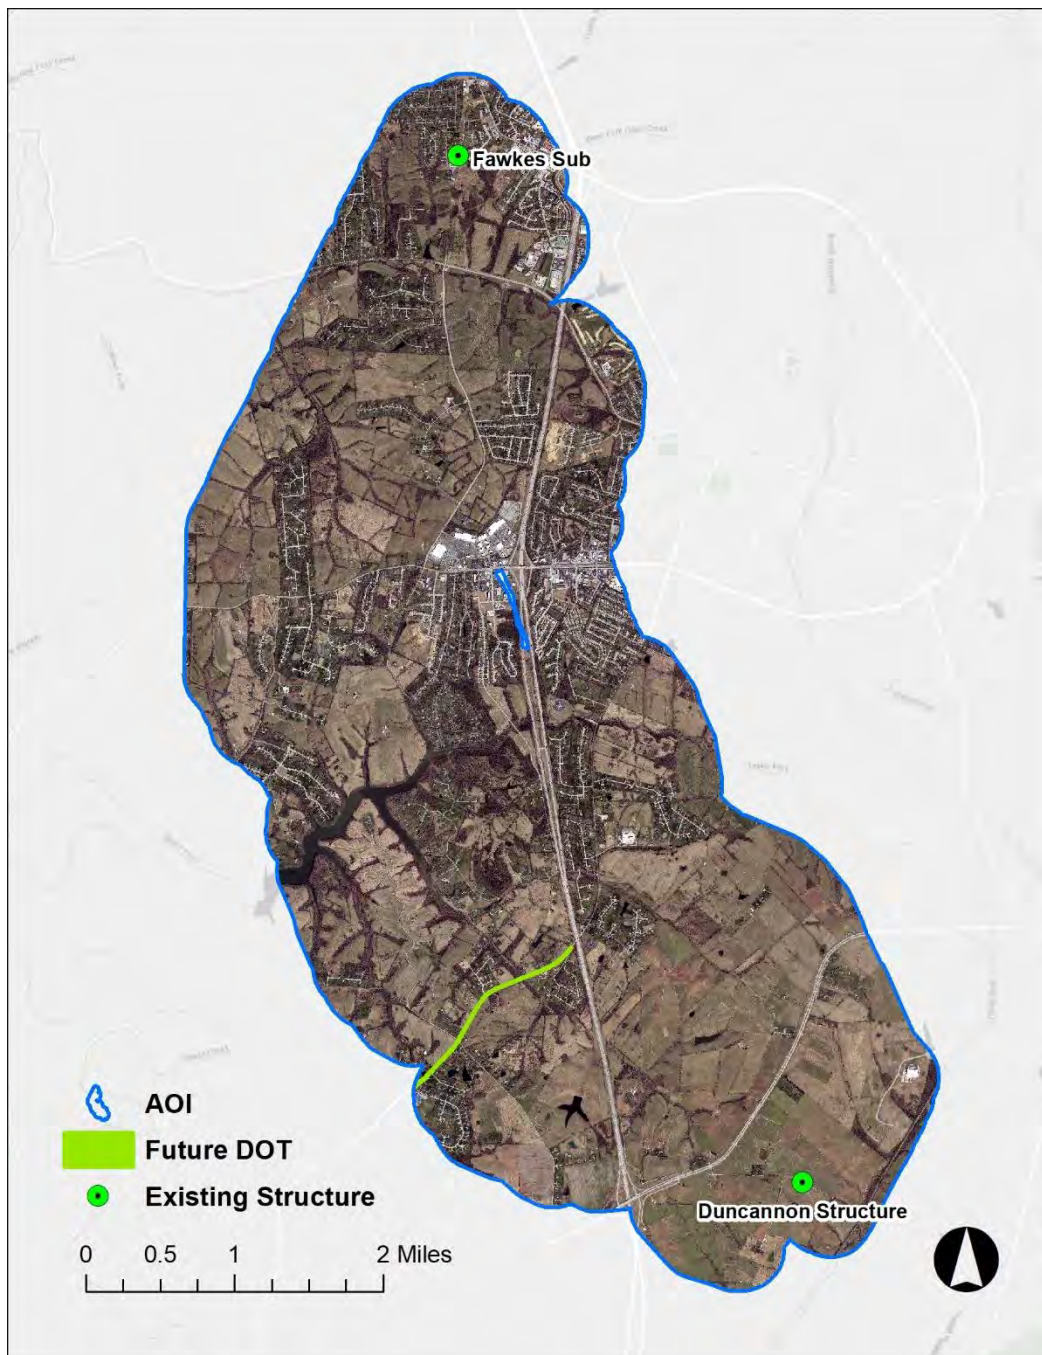 Fawkes Sub
Duncannon Structure
AOI
Future DOT
Existing Structure
0 0.5 1 2 Miles